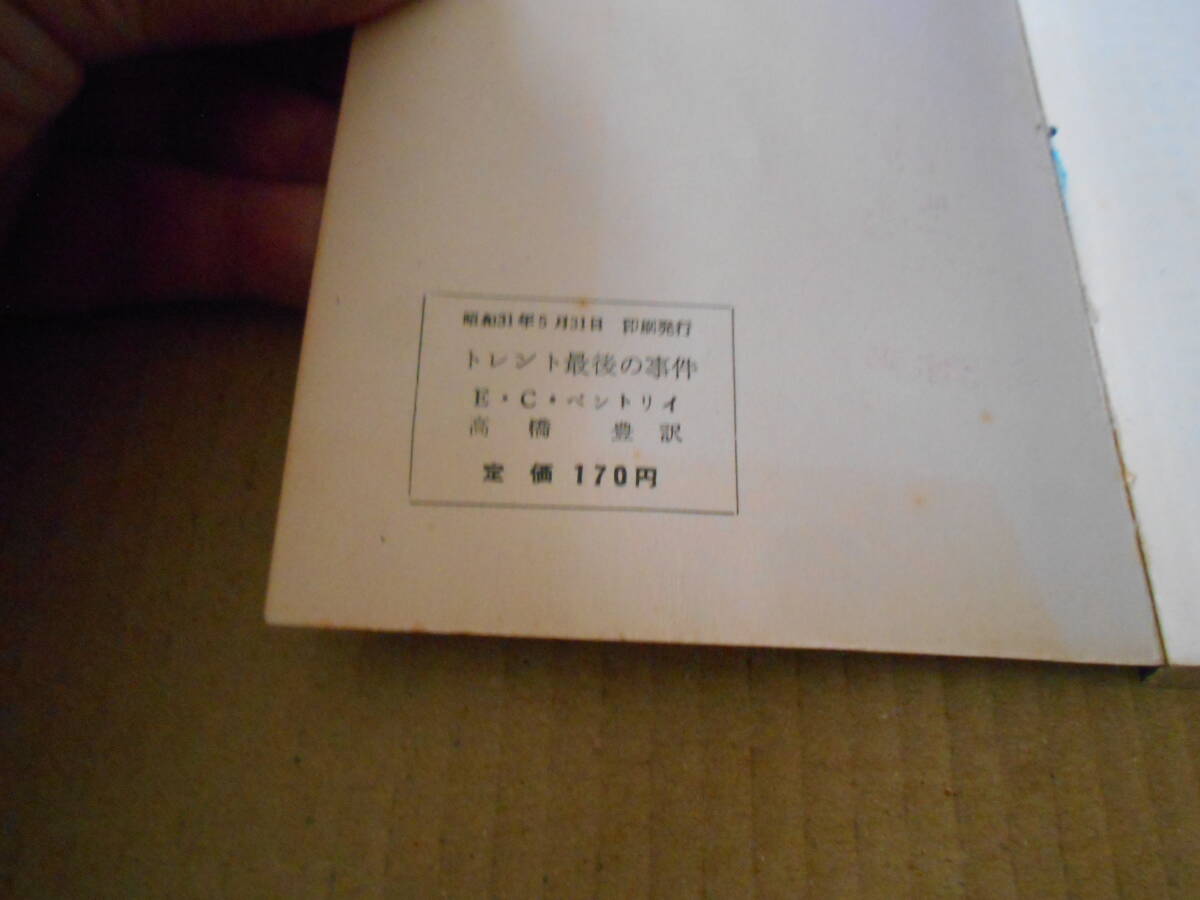 昭和31年5月31日 印刷発行
トレント最後の事件
E・C・ベントリイ
高橋 豊 訳
定価 170円